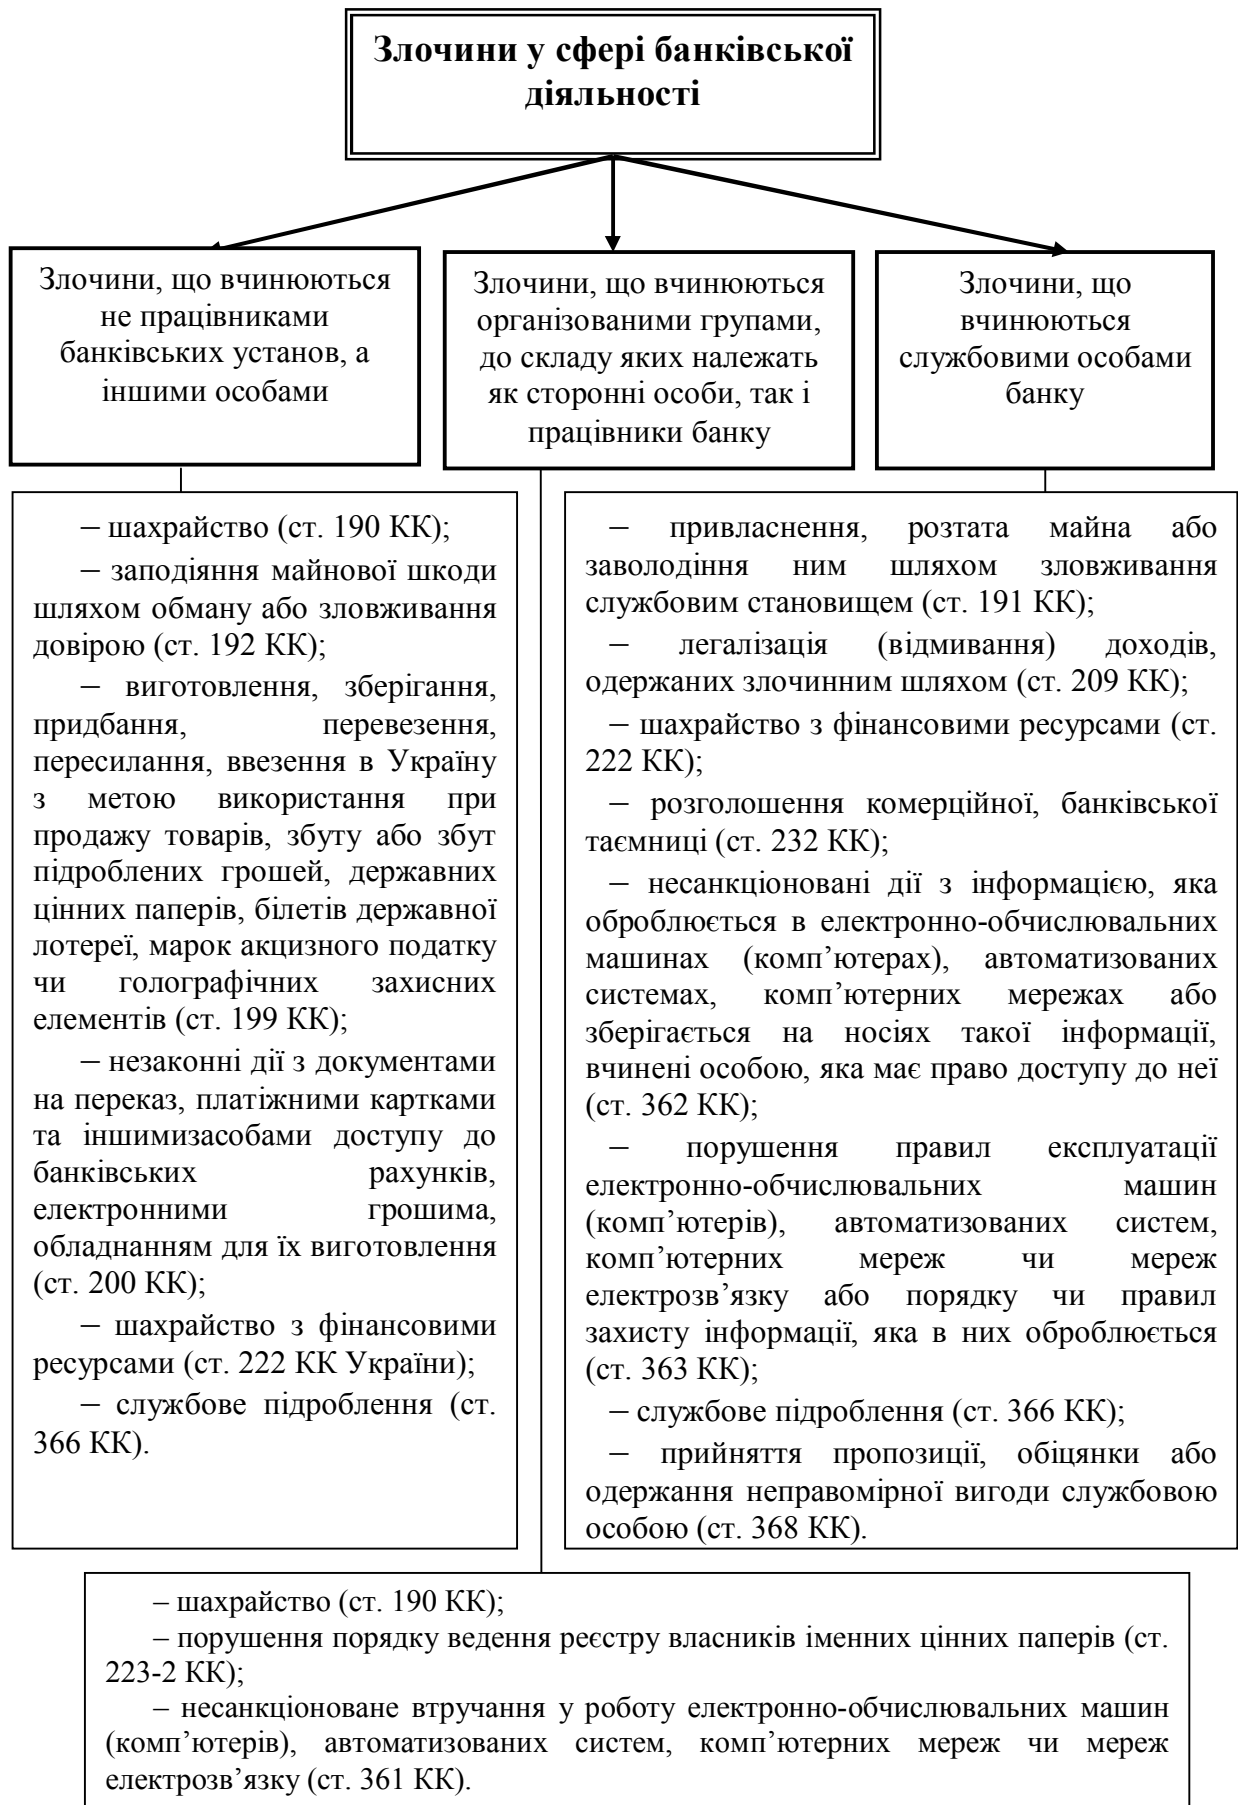 Злочини у сфері банківської
діяльності
Злочини, що вчинюються
не працівниками
банківських установ, а
іншими особами
Злочини, що вчинюються
організованими групами,
до складу яких належать
як сторонні особи, так і
працівники банку
Злочини, що
вчинюються
службовими особами
банку
– шахрайство (ст. 190 КК);
– заподіяння майнової шкоди
шляхом обману або зловживання
довірою (ст. 192 КК);
– виготовлення, зберігання,
придбання, перевезення,
пересилання, ввезення в Україну
з метою використання при
продажу товарів, збуту або збут
підроблених грошей, державних
цінних паперів, білетів державної
лотереї, марок акцизного податку
чи голографічних захисних
елементів (ст. 199 КК);
– незаконні дії з документами
на переказ, платіжними картками
та іншимизасобами доступу до
банківських рахунків,
електронними грошима,
обладнанням для їх виготовлення
(ст. 200 КК);
– шахрайство з фінансовими
ресурсами (ст. 222 КК України);
– службове підроблення (ст.
366 КК).
– привласнення, розтата майна або
заволодіння ним шляхом зловживання
службовим становищем (ст. 191 КК);
– легалізація (відмивання) доходів,
одержаних злочинним шляхом (ст. 209 КК);
– шахрайство з фінансовими ресурсами (ст.
222 КК);
– розголошення комерційної, банківської
таємниці (ст. 232 КК);
– несанкціоновані дії з інформацією, яка
оброблюється в електронно-обчислювальних
машинах (комп’ютерах), автоматизованих
системах, комп’ютерних мережах або
зберігається на носіях такої інформації,
вчинені особою, яка має право доступу до неї
(ст. 362 КК);
– порушення правил експлуатації
електронно-обчислювальних машин
(комп’ютерів), автоматизованих систем,
комп’ютерних мереж чи мереж
електрозв’язку або порядку чи правил
захисту інформації, яка в них оброблюється
(ст. 363 КК);
– службове підроблення (ст. 366 КК);
– прийняття пропозиції, обіцянки або
одержання неправомірної вигоди службовою
особою (ст. 368 КК).
– шахрайство (ст. 190 КК);
– порушення порядку ведення реєстру власників іменних цінних паперів (ст.
223-2 КК);
– несанкціоноване втручання у роботу електронно-обчислювальних машин
(комп’ютерів), автоматизованих систем, комп’ютерних мереж чи мереж
електрозв’язку (ст. 361 КК).